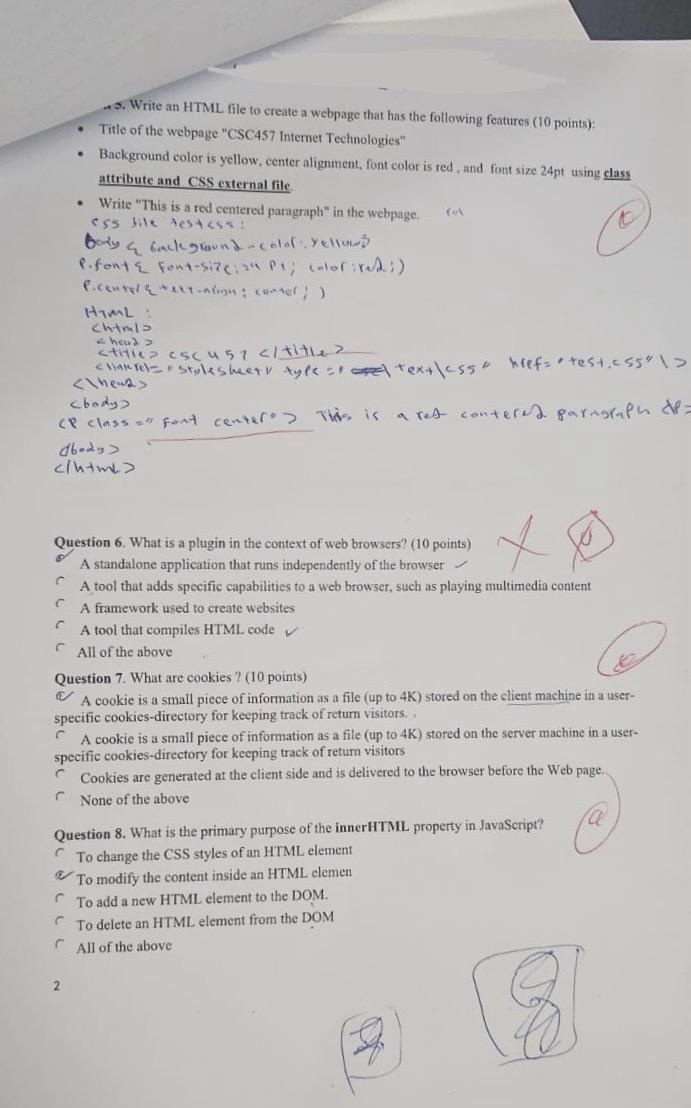 5. Write an HTML file to create a webpage that has the following features (10 points):
• Title of the webpage "CSC457 Internet Technologies"
• Background color is yellow, center alignment, font color is red , and font size 24pt using class
attribute and CSS external file.
• Write "This is a red centered paragraph" in the webpage.
css file test css :
body { background-color: yellow}
P.font { font-size: 24 Pt; color: red;}
P.center { text-align: center; }
HTML :
<html>
<head>
<title> CSC 457 </title>
<link rel="stylesheet" type=" text\css" href="test.css" \>
<\head>
<body>
<P class=" font center"> This is a red centered paragraph
</html>
Question 6. What is a plugin in the context of web browsers? (10 points)
A standalone application that runs independently of the browser
A tool that adds specific capabilities to a web browser, such as playing multimedia content
A framework used to create websites
A tool that compiles HTML code
All of the above
Question 7. What are cookies ? (10 points)
A cookie is a small piece of information as a file (up to 4K) stored on the client machine in a user-
specific cookies-directory for keeping track of return visitors. .
A cookie is a small piece of information as a file (up to 4K) stored on the server machine in a user-
specific cookies-directory for keeping track of return visitors
Cookies are generated at the client side and is delivered to the browser before the Web page.
None of the above
Question 8. What is the primary purpose of the innerHTML property in JavaScript?
To change the CSS styles of an HTML element
To modify the content inside an HTML elemen
To add a new HTML element to the DOM.
To delete an HTML element from the DOM
All of the above
2